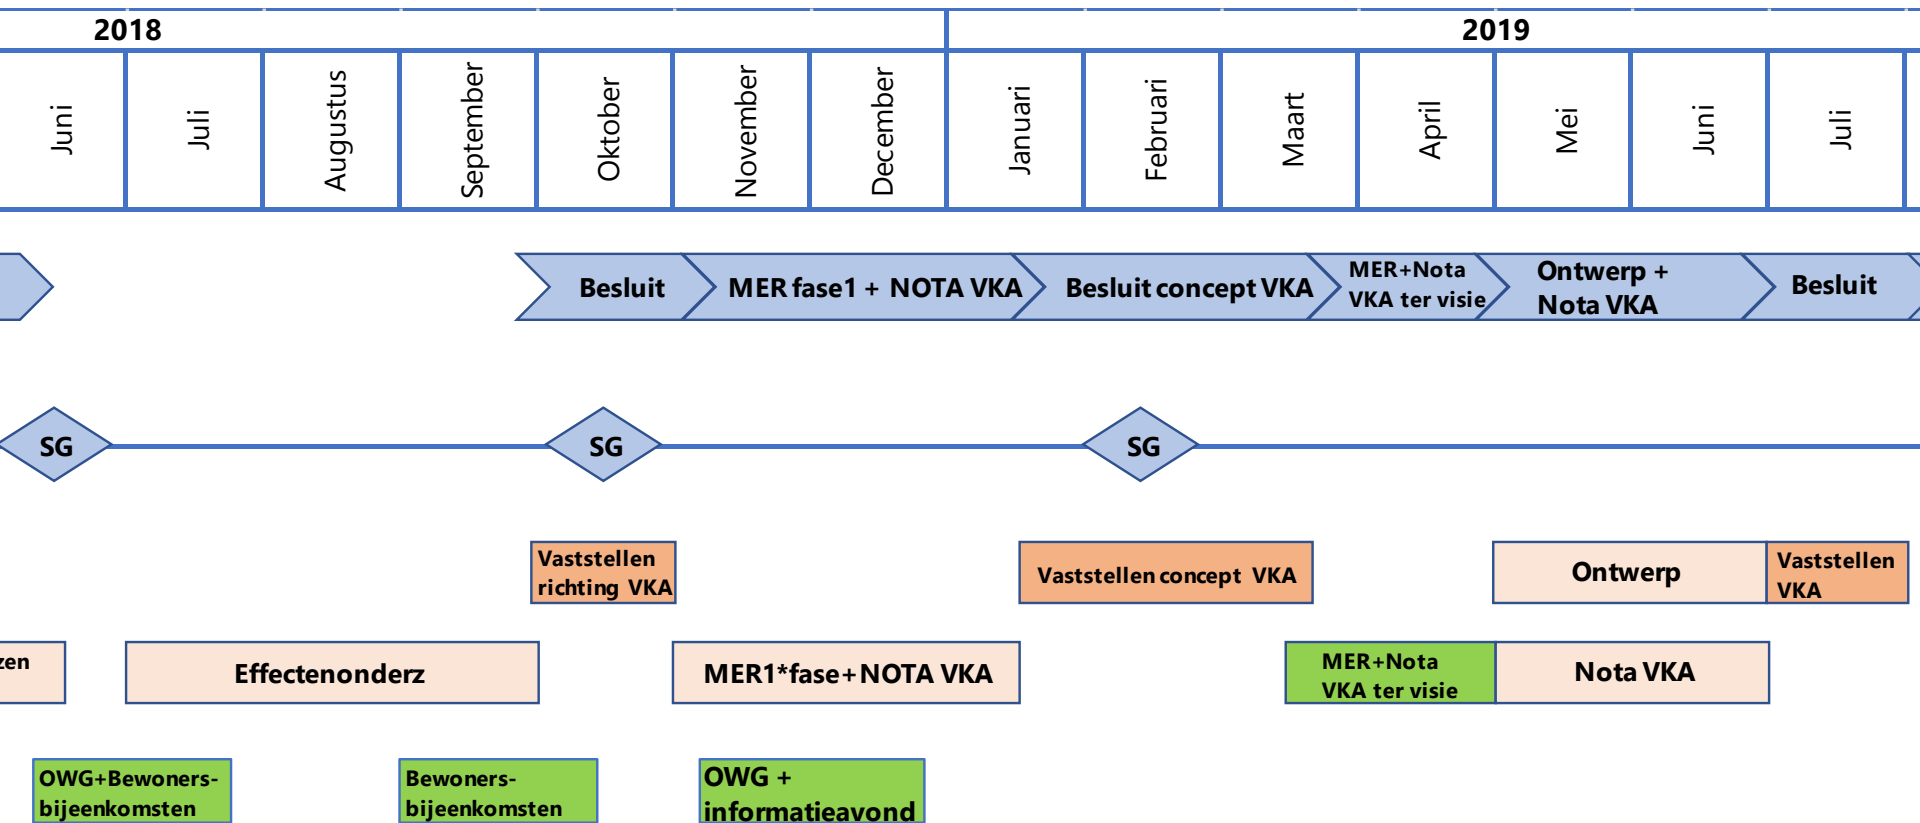 2018
2019
Juni
Juli
Augustus
September
Oktober
November
December
Januari
Februari
Maart
April
Mei
Juni
Juli
Besluit
MER fase1 + NOTA VKA
Besluit concept VKA
MER+Nota
VKA ter visie
Ontwerp +
Nota VKA
Besluit
SG
SG
SG
Vaststellen
richting VKA
Vaststellen concept VKA
Ontwerp
Vaststellen
VKA
zen
Effectenonderz
MER1*fase+NOTA VKA
MER+Nota
VKA ter visie
Nota VKA
OWG+Bewoners-
bijeenkomsten
Bewoners-
bijeenkomsten
OWG +
informatieavond